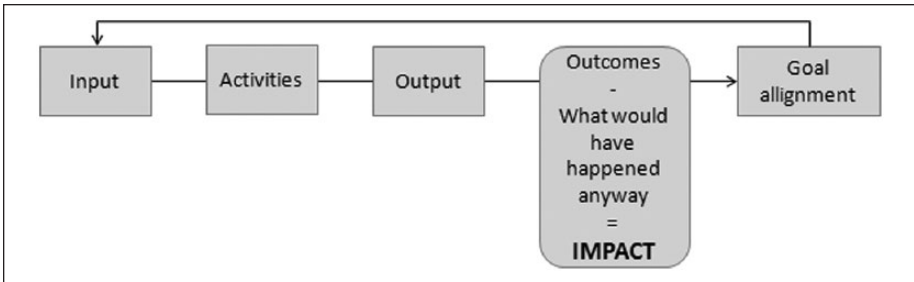 Input
Activities
Output
Outcomes
-
What would
have
happened
anyway
=
IMPACT
Goal
allignment